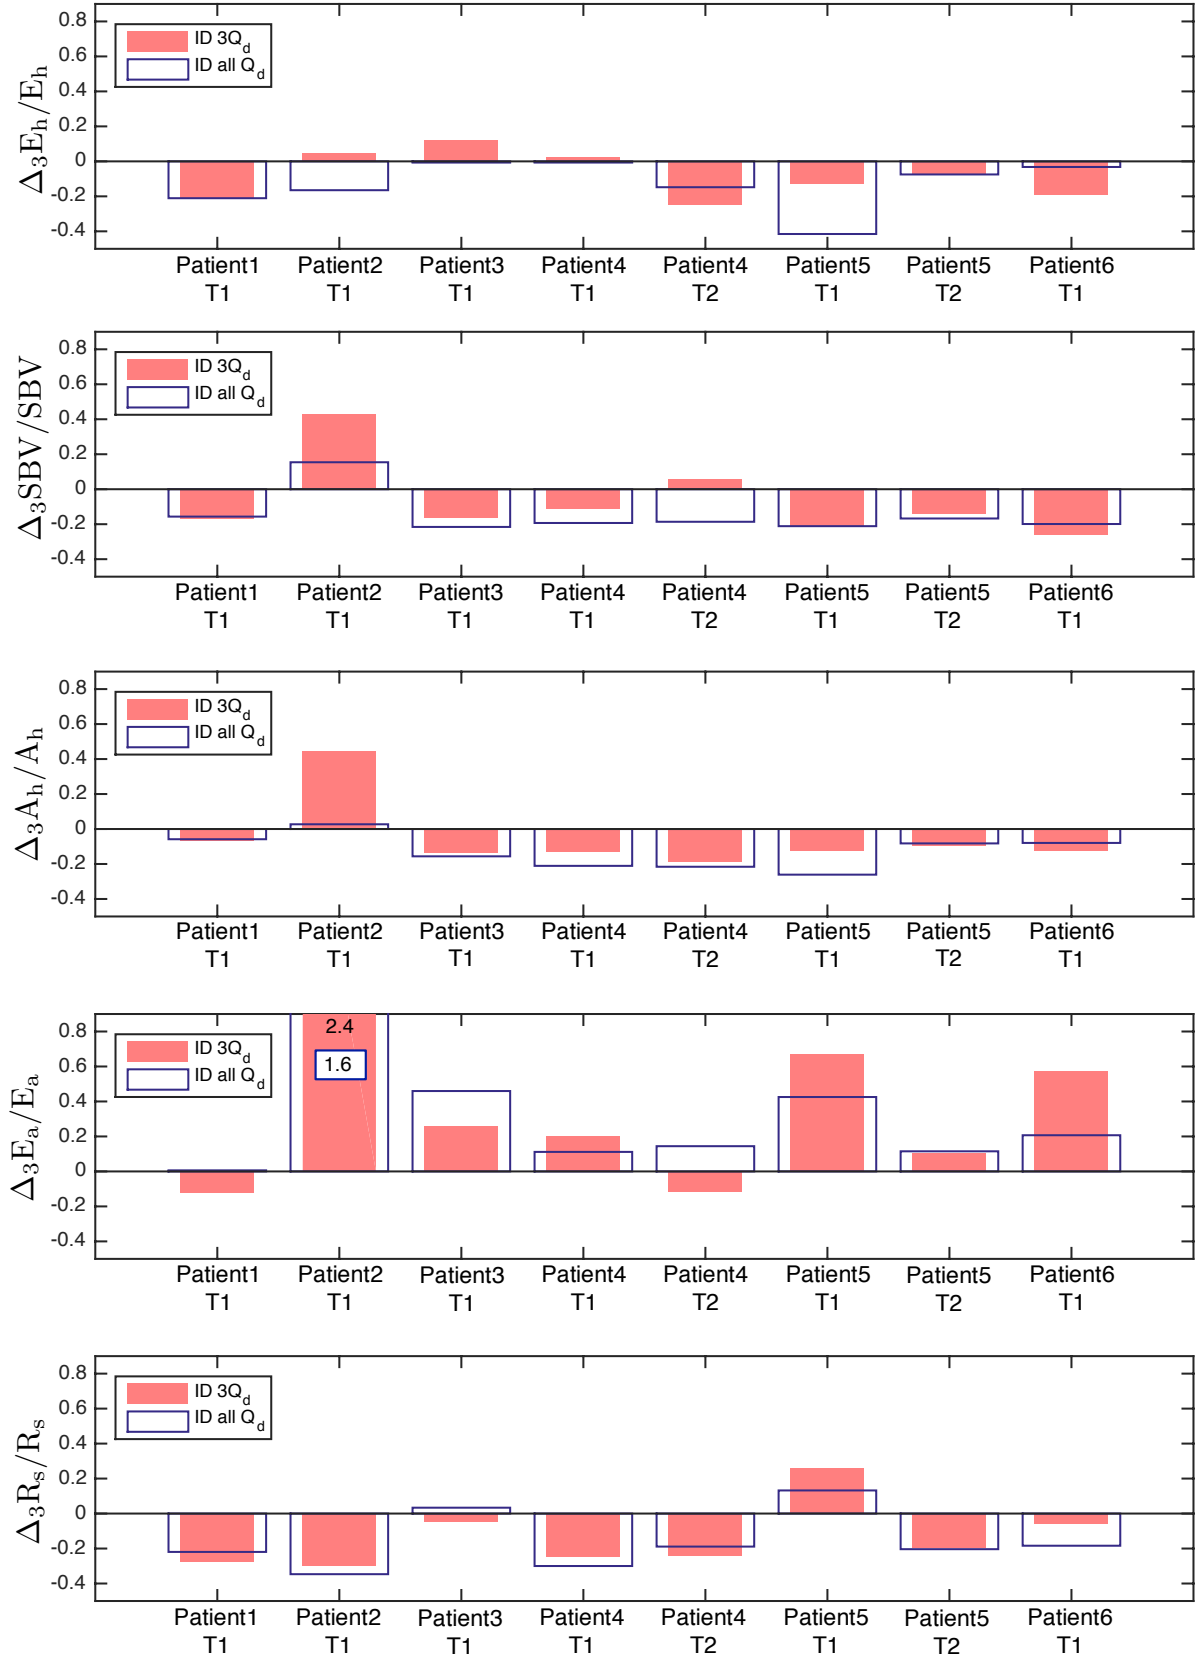 Δ₃Eₕ/Eₕ
0.8
0.6
0.4
0.2
0
-0.2
-0.4
ID 3Q_d
ID all Q_d
Patient1 Patient2 Patient3 Patient4 Patient4 Patient5 Patient5 Patient6
T1 T1 T1 T1 T2 T1 T2 T1
Δ₃SBV/SBV
0.8
0.6
0.4
0.2
0
-0.2
-0.4
ID 3Q_d
ID all Q_d
Patient1 Patient2 Patient3 Patient4 Patient4 Patient5 Patient5 Patient6
T1 T1 T1 T1 T2 T1 T2 T1
Δ₃Aₕ/Aₕ
0.8
0.6
0.4
0.2
0
-0.2
-0.4
ID 3Q_d
ID all Q_d
Patient1 Patient2 Patient3 Patient4 Patient4 Patient5 Patient5 Patient6
T1 T1 T1 T1 T2 T1 T2 T1
Δ₃Eₐ/Eₐ
0.8
0.6
0.4
0.2
0
-0.2
-0.4
ID 3Q_d
ID all Q_d
2.4
1.6
Patient1 Patient2 Patient3 Patient4 Patient4 Patient5 Patient5 Patient6
T1 T1 T1 T1 T2 T1 T2 T1
Δ₃Rₛ/Rₛ
0.8
0.6
0.4
0.2
0
-0.2
-0.4
ID 3Q_d
ID all Q_d
Patient1 Patient2 Patient3 Patient4 Patient4 Patient5 Patient5 Patient6
T1 T1 T1 T1 T2 T1 T2 T1